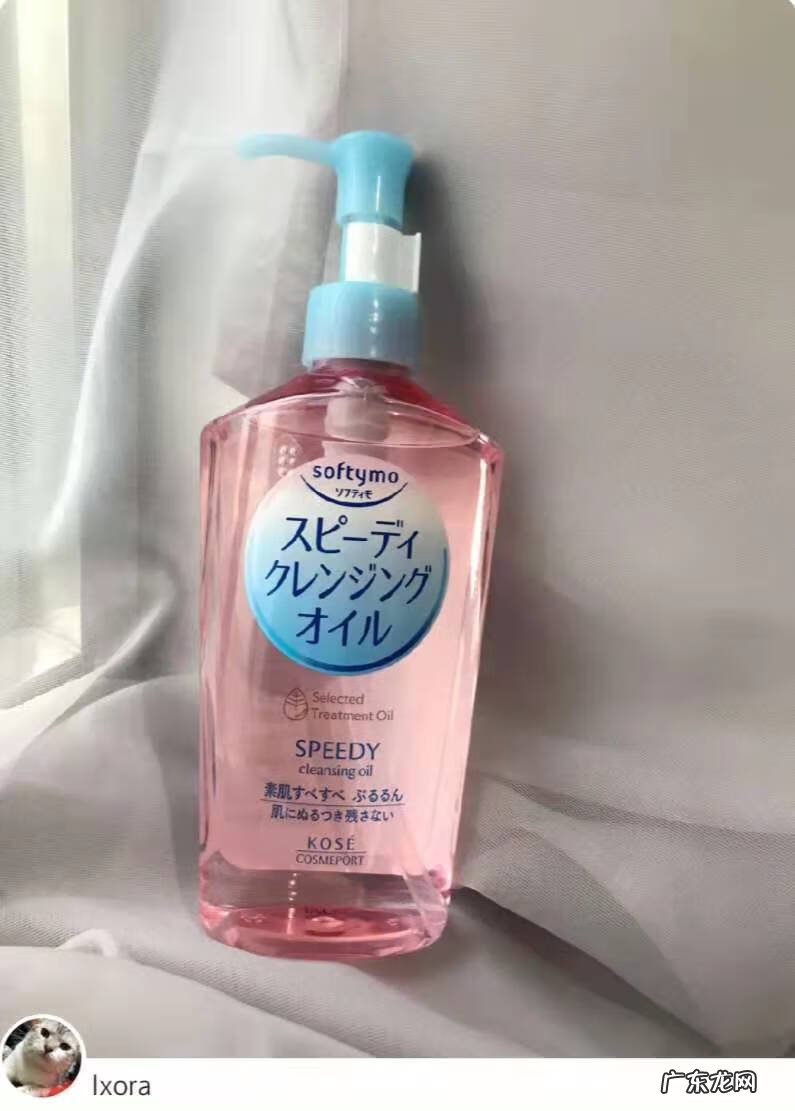 softymo
ソフティモ
スピーディ
クレンジング
オイル
Selected
Treatment Oil
SPEEDY
cleansing oil
素肌すべすべ ぷるるん
肌にぬるつき残さない
KOSÉ
COSMEPORT
Ixora
广东龙网